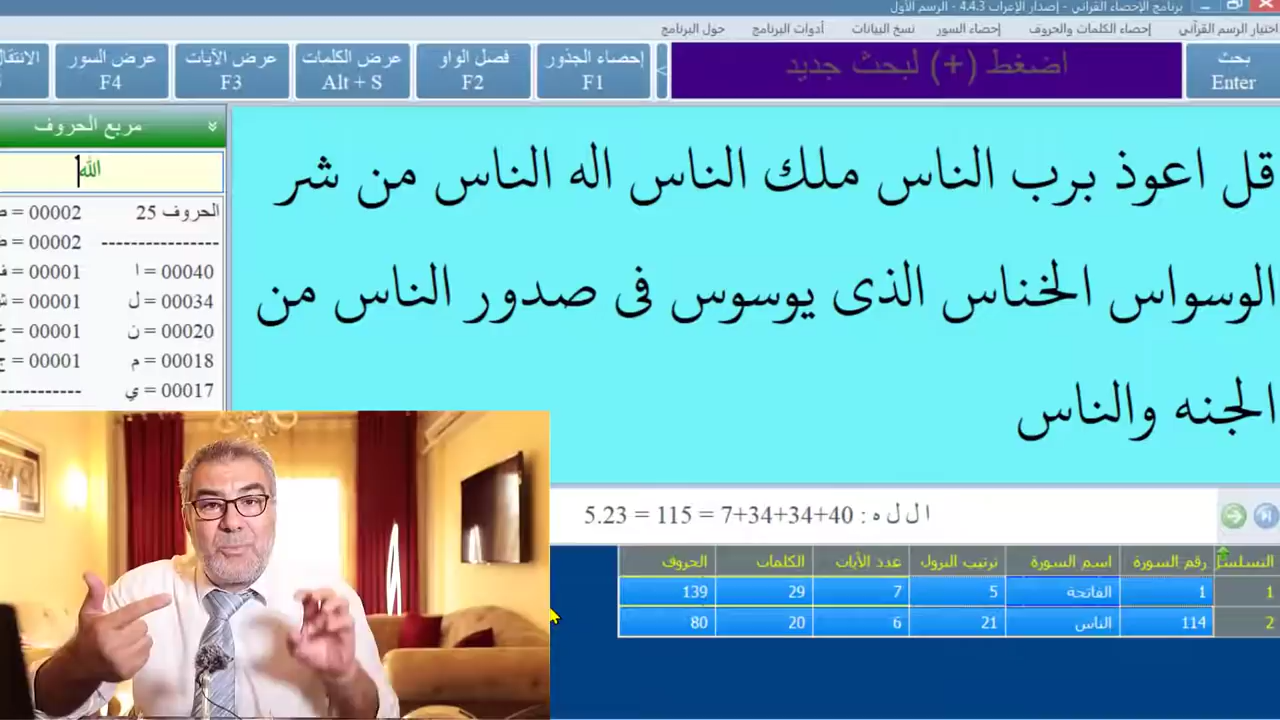 برنامج الإحصاء القرآني - إصدار الإعراب 4.4.3 - الرسم الأول
اختيار الرسم القرآني إحصاء الكلمات والحروف إحصاء السور نسخ البيانات أدوات البرنامج حول البرنامج
بحث Enter
اضغط (+) لبحث جديد
>
إحصاء الجذور F1
فصل الواو F2
عرض الكلمات Alt + S
عرض الآيات F3
عرض السور F4
الانتقال
مربع الحروف
الله
الحروف 25 00002 =
---------------- 00002 =
ا = 00040 00001 =
ل = 00034 00001 =
ن = 00020 00001 =
م = 00018 00001 =
ي = 00017 -----------
قل اعوذ برب الناس ملك الناس اله الناس من شر
الوسواس الخناس الذى يوسوس فى صدور الناس من
الجنه والناس
ا ل ل ه : 40+34+34+7 = 115 = 5.23
التسلسل رقم السورة اسم السورة ترتيب النزول عدد الآيات الكلمات الحروف
1 1 الفاتحة 5 7 29 139
2 114 الناس 21 6 20 80